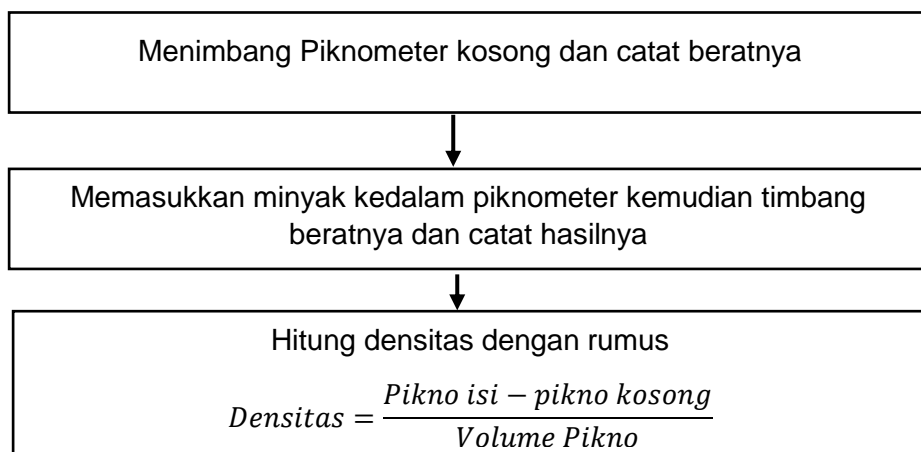 Menimbang Piknometer kosong dan catat beratnya
Memasukkan minyak kedalam piknometer kemudian timbang
beratnya dan catat hasilnya
Hitung densitas dengan rumus
Densitas = (Pikno isi − pikno kosong) / Volume Pikno